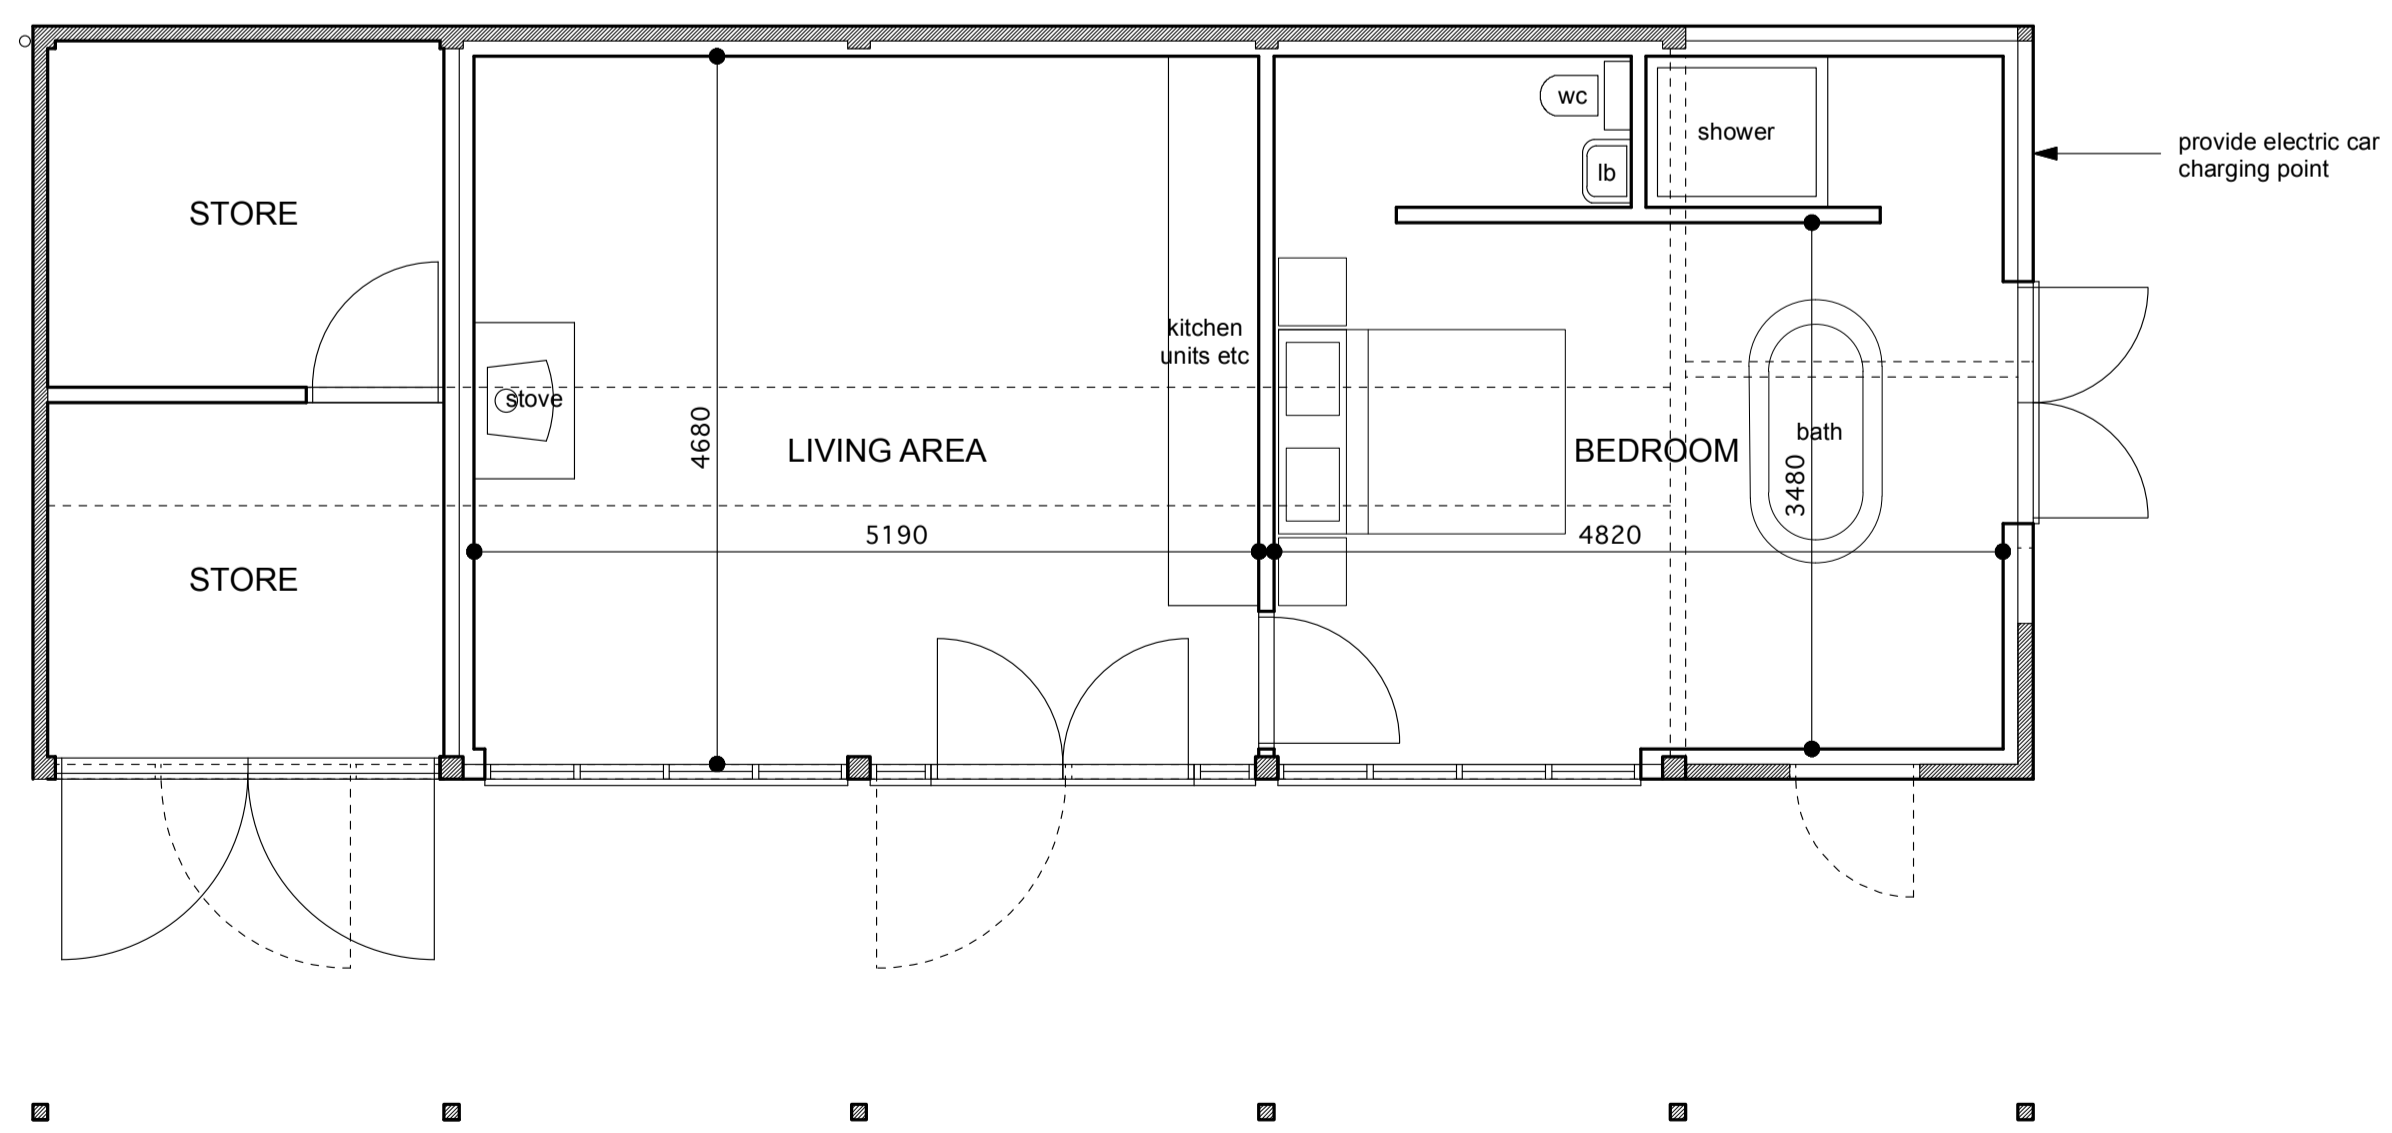 wc
shower
provide electric car
charging point
lb
STORE
kitchen
units etc
stove
4680
LIVING AREA
BEDROOM
bath
3480
5190
4820
STORE